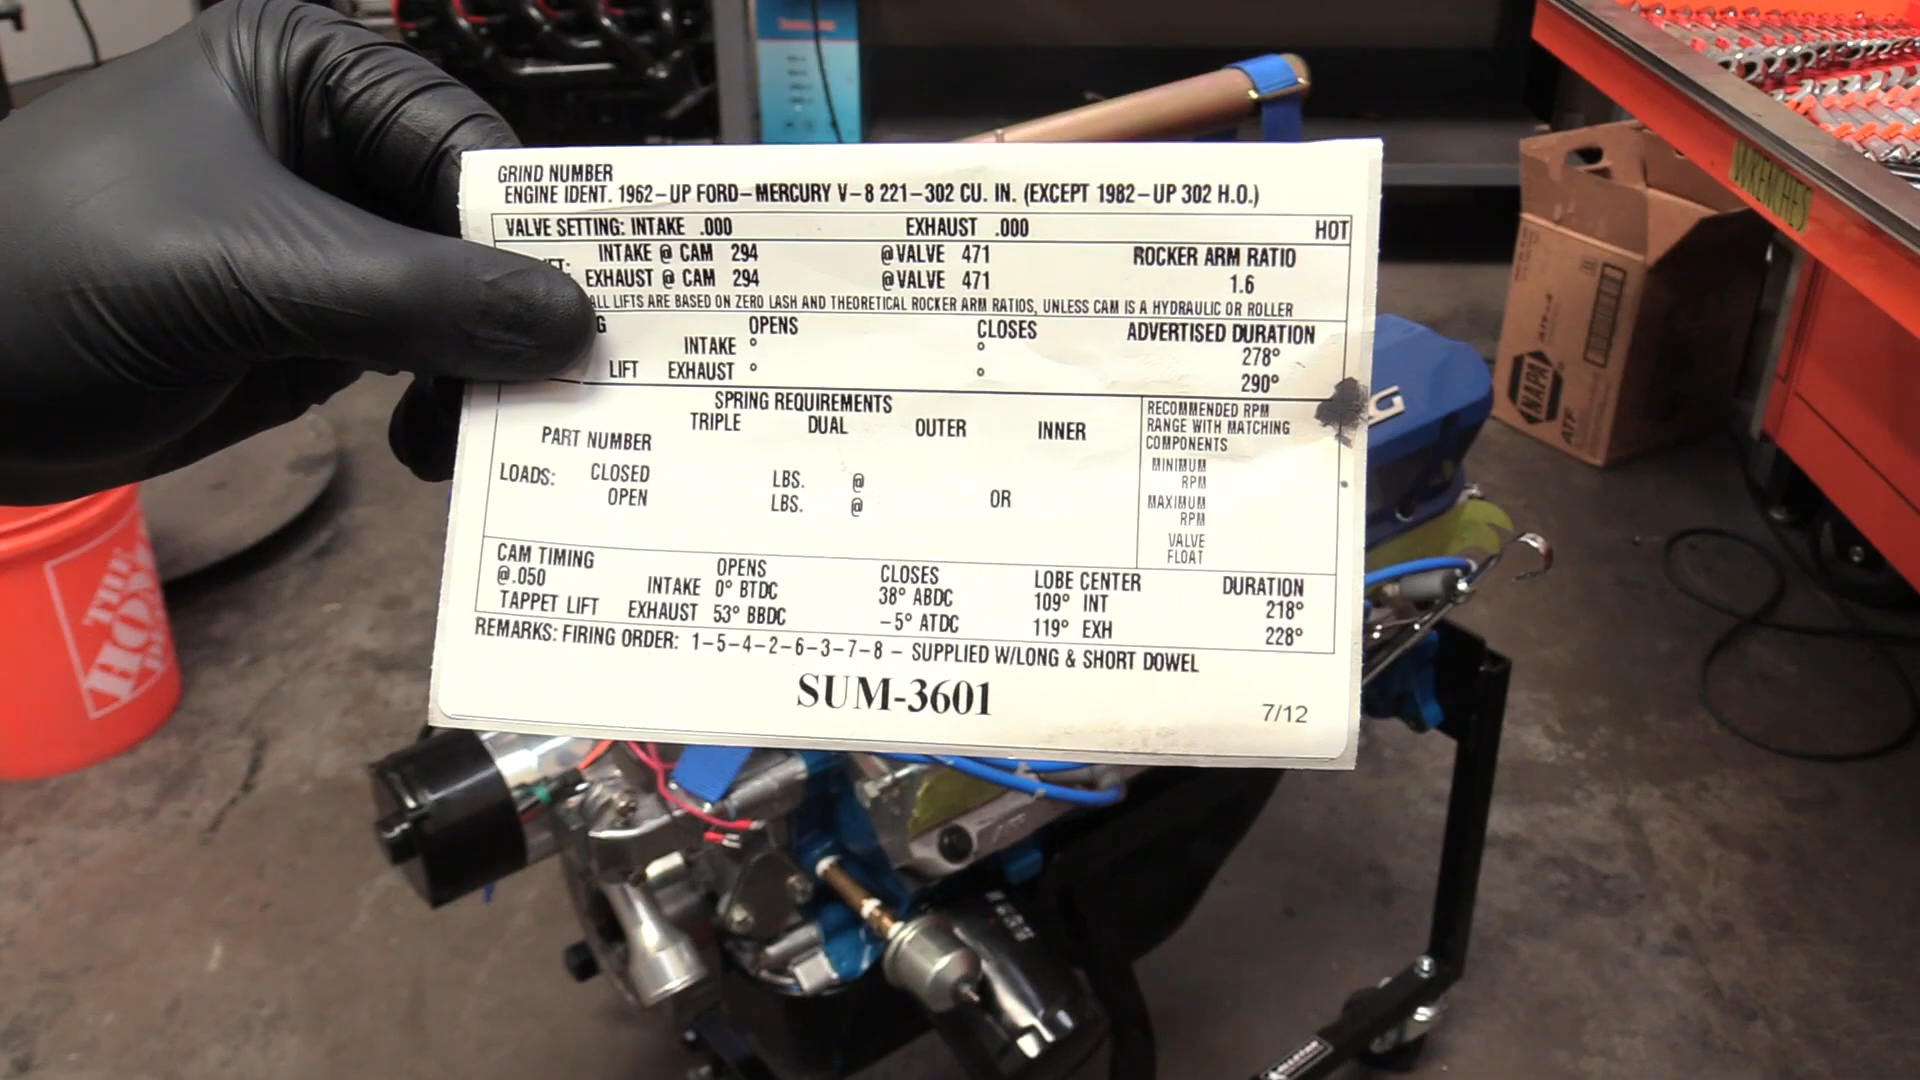 GRIND NUMBER
ENGINE IDENT. 1962-UP FORD-MERCURY V-8 221-302 CU. IN. (EXCEPT 1982-UP 302 H.O.)
VALVE SETTING: INTAKE .000 EXHAUST .000 HOT
INTAKE @ CAM 294 @VALVE 471 ROCKER ARM RATIO
EXHAUST @ CAM 294 @VALVE 471 1.6
ALL LIFTS ARE BASED ON ZERO LASH AND THEORETICAL ROCKER ARM RATIOS, UNLESS CAM IS A HYDRAULIC OR ROLLER
OPENS CLOSES ADVERTISED DURATION
INTAKE ° ° 278°
LIFT EXHAUST ° ° 290°
SPRING REQUIREMENTS
TRIPLE DUAL OUTER INNER
PART NUMBER
LOADS: CLOSED LBS. @
OPEN LBS. @ OR
RECOMMENDED RPM
RANGE WITH MATCHING
COMPONENTS
MINIMUM
RPM
MAXIMUM
RPM
VALVE
FLOAT
CAM TIMING OPENS CLOSES LOBE CENTER DURATION
@.050 INTAKE 0° BTDC 38° ABDC 109° INT 218°
TAPPET LIFT EXHAUST 53° BBDC -5° ATDC 119° EXH 228°
REMARKS: FIRING ORDER: 1-5-4-2-6-3-7-8 - SUPPLIED W/LONG & SHORT DOWEL
SUM-3601
7/12
NAPA
ATF
THE
HO